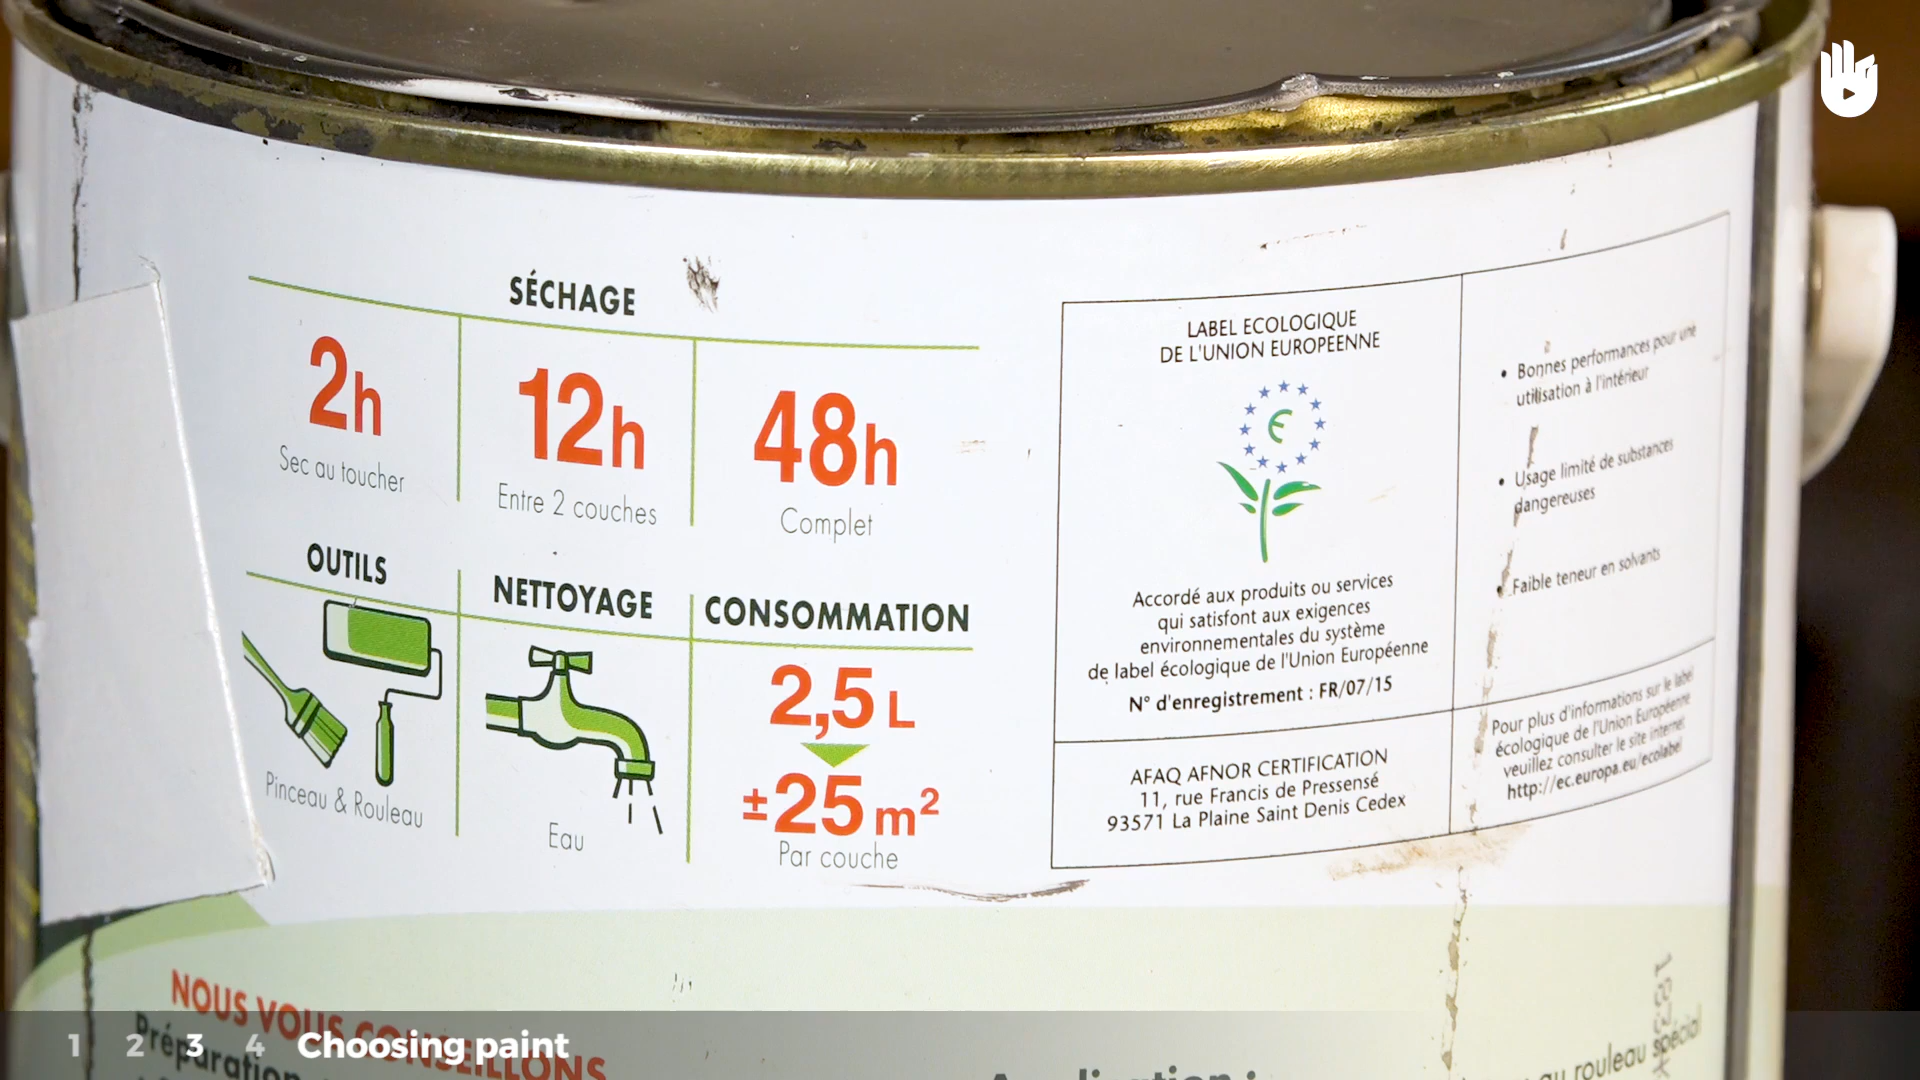 SÉCHAGE
2h
Sec au toucher
12h
Entre 2 couches
48h
Complet
OUTILS
Pinceau & Rouleau
NETTOYAGE
Eau
CONSOMMATION
2,5 L
±25 m²
Par couche
LABEL ECOLOGIQUE
DE L'UNION EUROPEENNE
Accordé aux produits ou services
qui satisfont aux exigences
environnementales du système
de label écologique de l'Union Européenne
N° d'enregistrement : FR/07/15
• Bonnes performances pour une
utilisation à l'intérieur
• Usage limité de substances
dangereuses
• Faible teneur en solvants
AFAQ AFNOR CERTIFICATION
11, rue Francis de Pressensé
93571 La Plaine Saint Denis Cedex
Pour plus d'informations sur le label
écologique de l'Union Européenne
veuillez consulter le site internet
http://ec.europa.eu/ecolabel
NOUS VOUS CONSEILLONS
Préparation
Application :
au rouleau spécial
1 2 3 4 Choosing paint